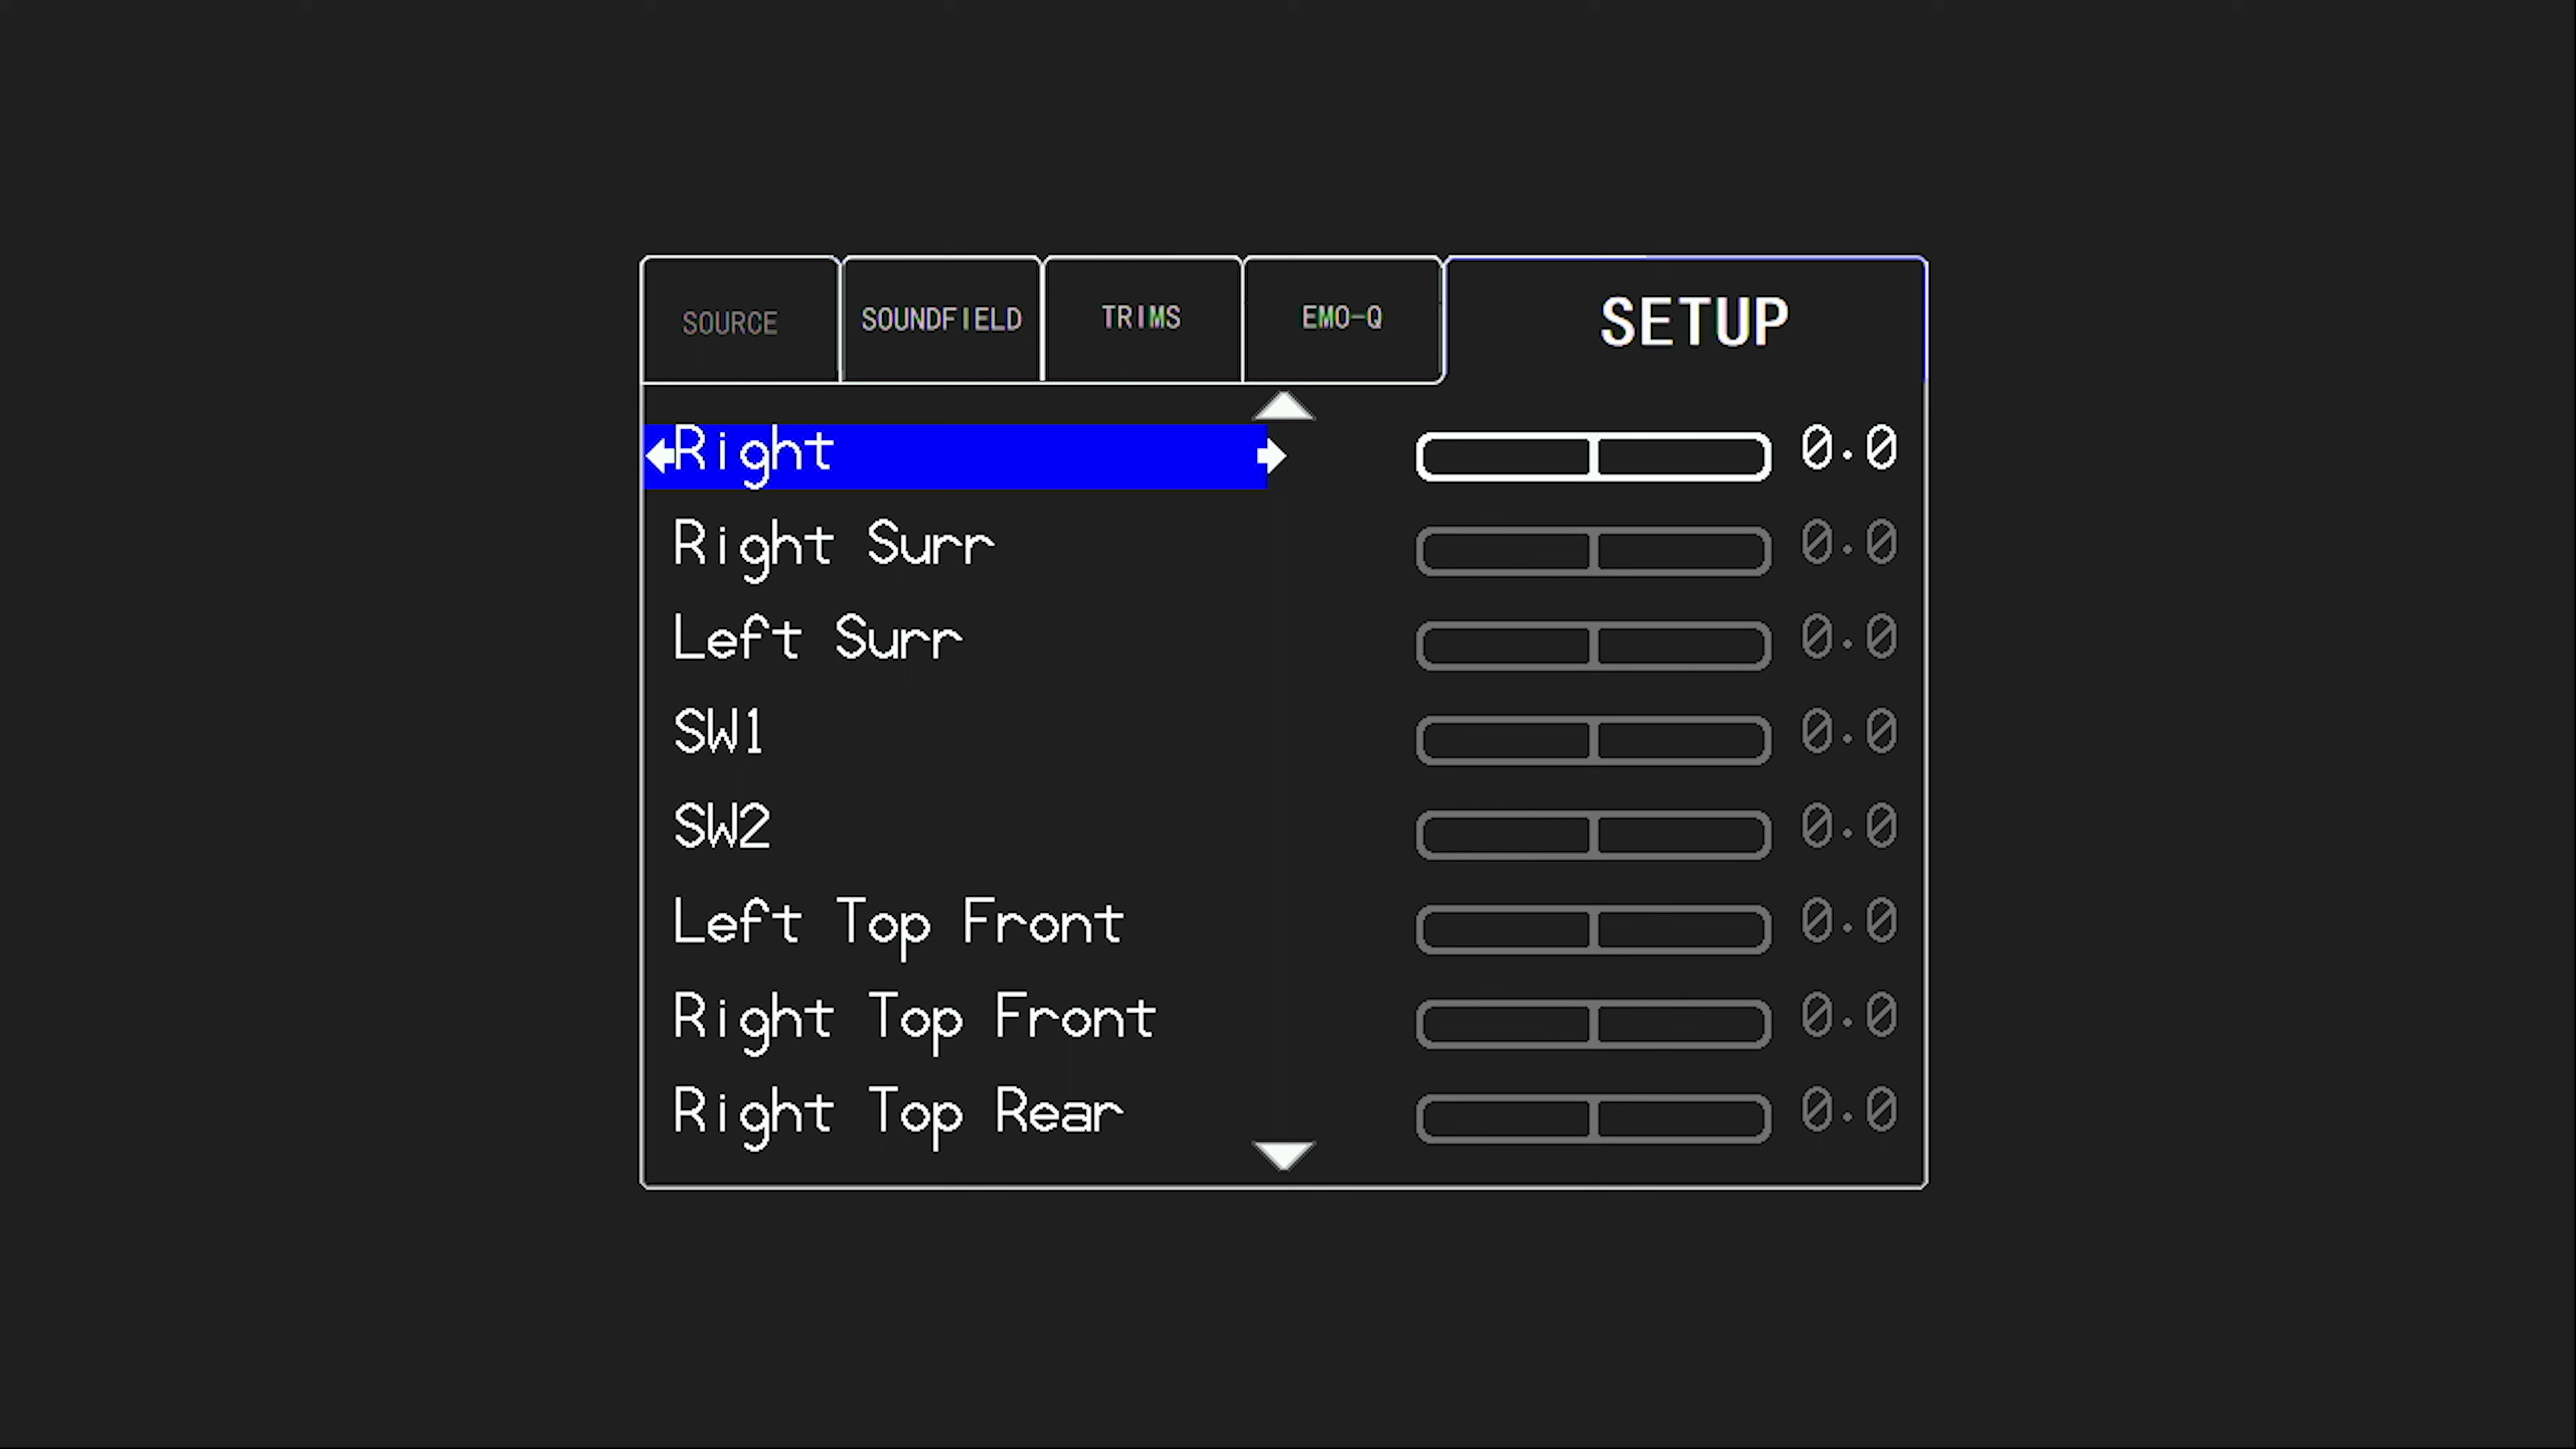 SOURCE SOUNDFIELD TRIMS EMO-Q SETUP
Right 0.0
Right Surr 0.0
Left Surr 0.0
SW1 0.0
SW2 0.0
Left Top Front 0.0
Right Top Front 0.0
Right Top Rear 0.0